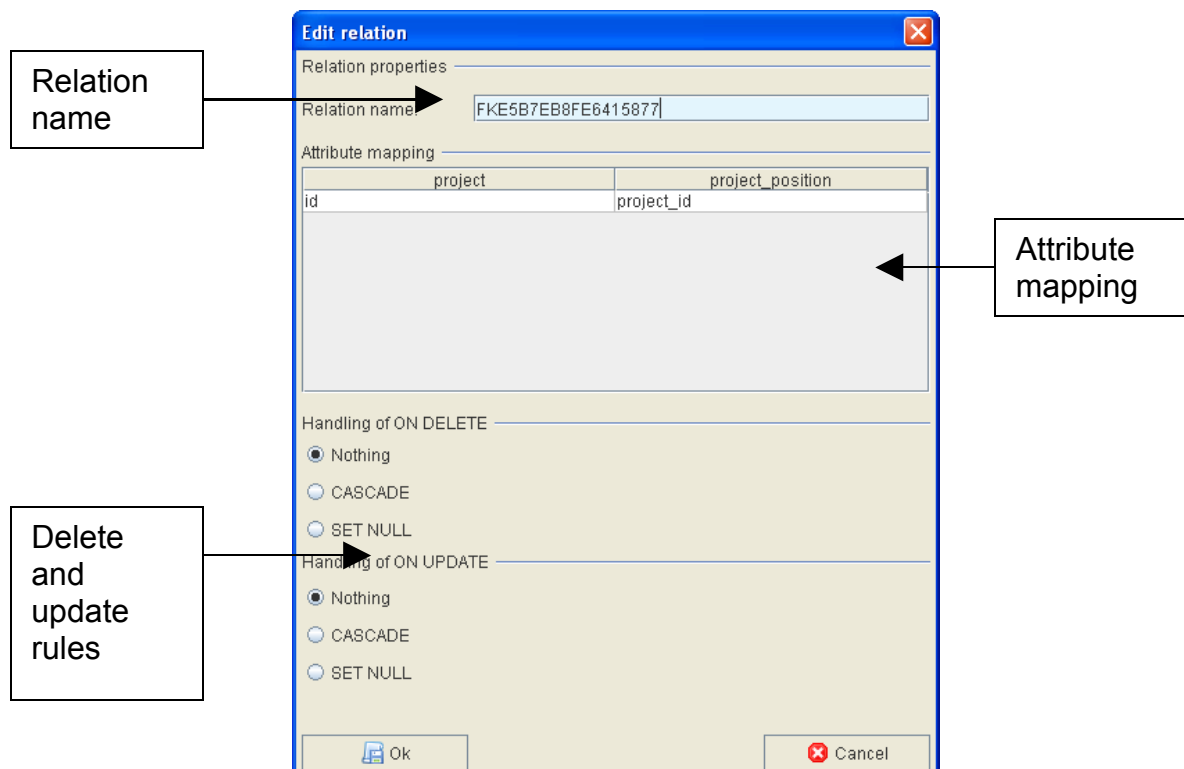 Edit relation
Relation properties
Relation name
Relation name:
FKE5B7EB8FE6415877
Attribute mapping
project project_position
id project_id
Attribute
mapping
Handling of ON DELETE
Nothing
CASCADE
SET NULL
Delete
and
update
rules
Handling of ON UPDATE
Nothing
CASCADE
SET NULL
Ok Cancel